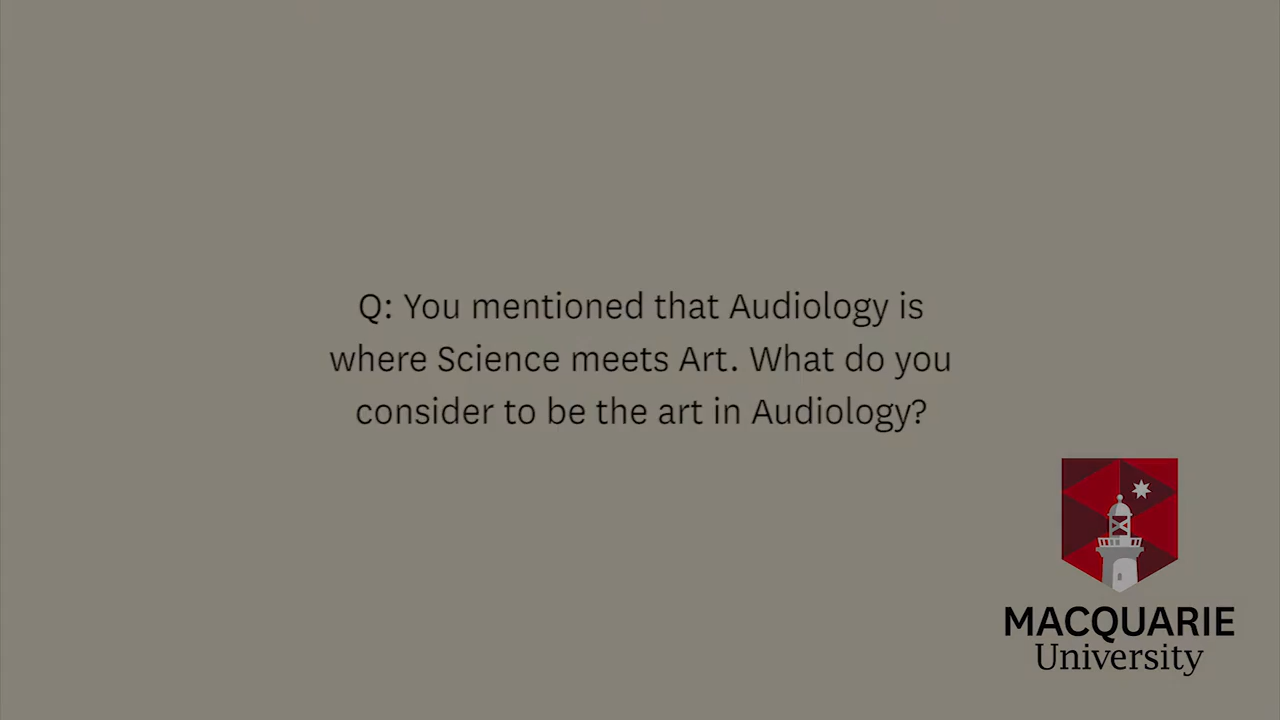 Q: You mentioned that Audiology is
where Science meets Art. What do you
consider to be the art in Audiology?
MACQUARIE
University